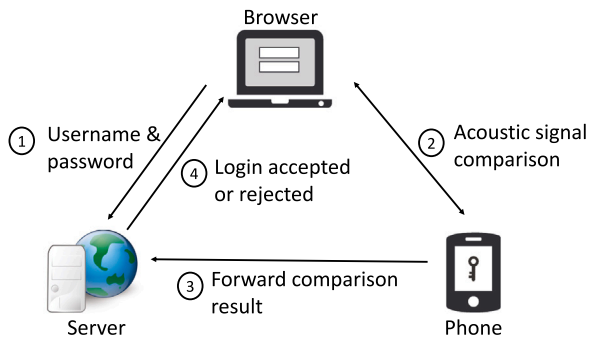 Browser
1 Username &
password
2 Acoustic signal
comparison
4 Login accepted
or rejected
3 Forward comparison
result
Server
Phone